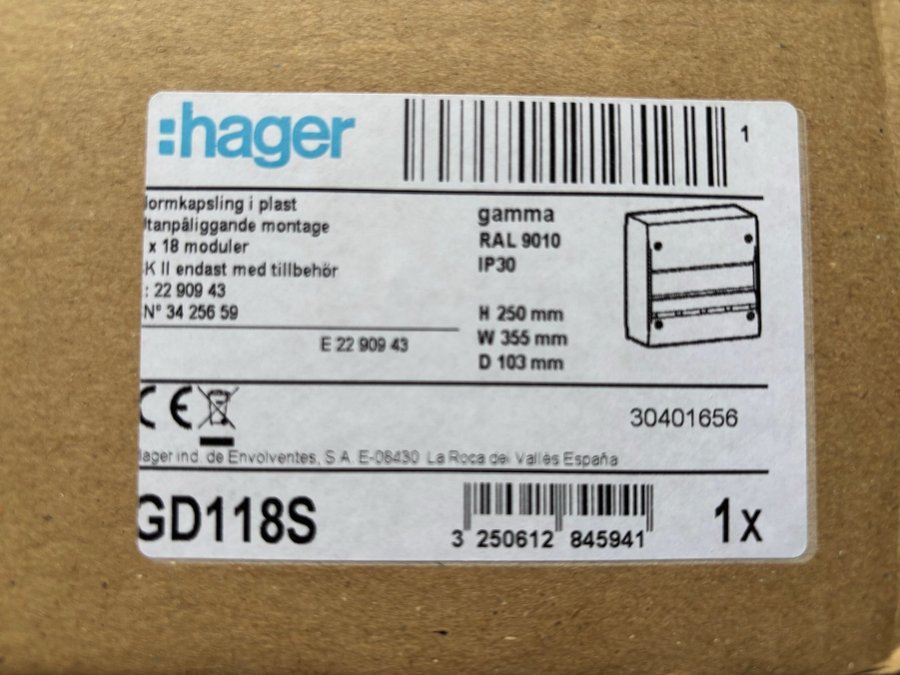 :hager
1
ormkapsling i plast
tanpåliggande montage
x 18 moduler
K II endast med tillbehör
: 22 909 43
N° 34 256 59
E 22 909 43
gamma
RAL 9010
IP30
H 250 mm
W 355 mm
D 103 mm
CE
30401656
ager ind. de Envolventes, S.A. E-08430 La Roca del Vallès España
GD118S
3 250612 845941
1x